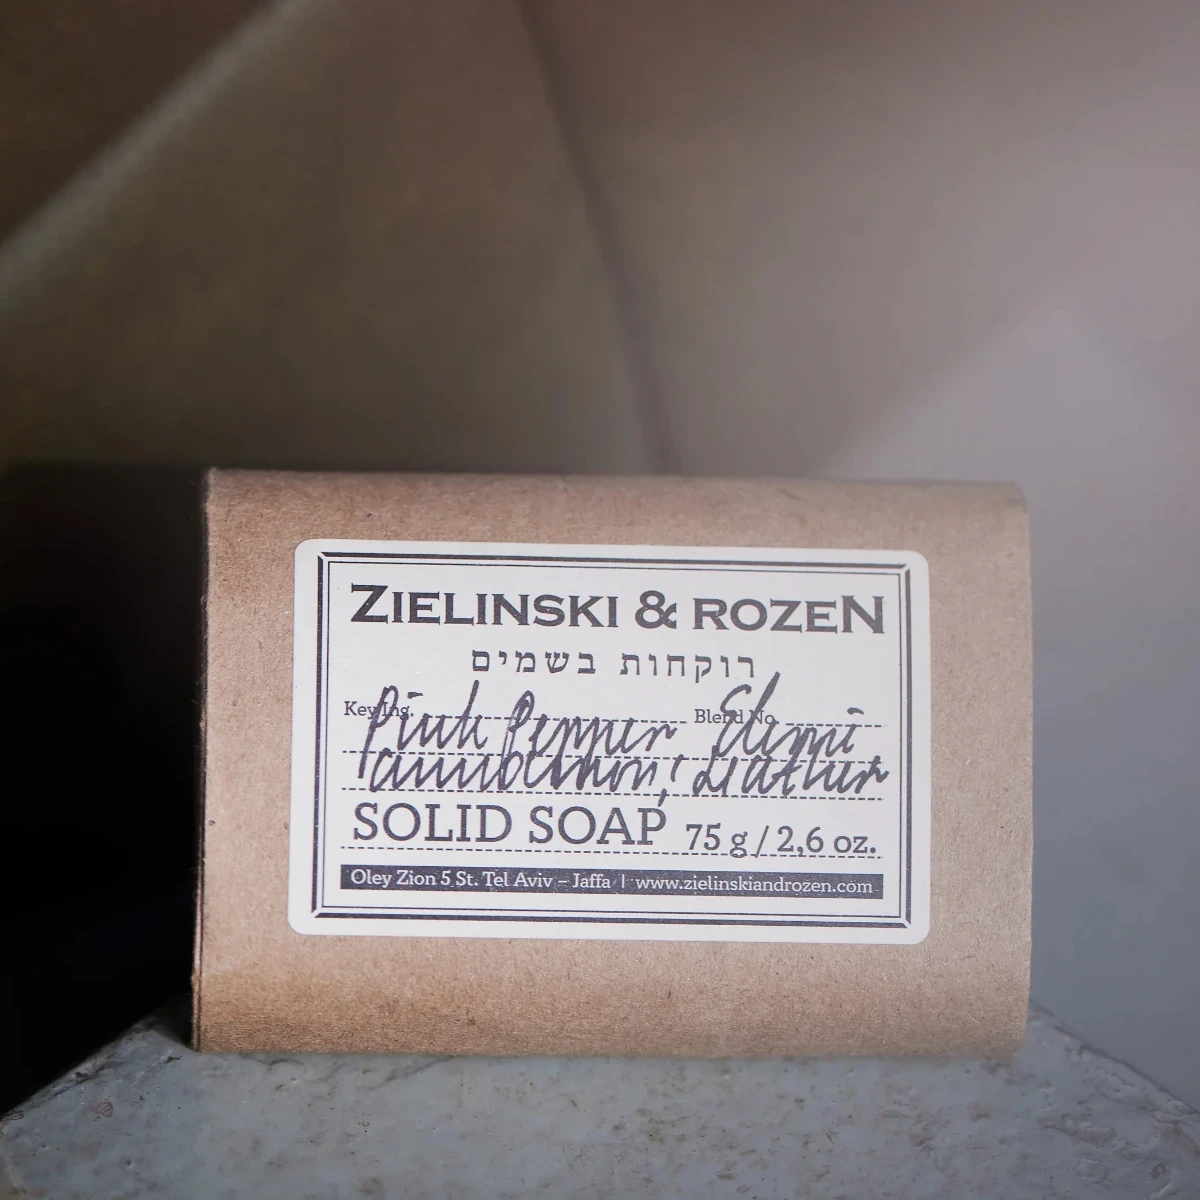 ZIELINSKI & ROZEN
רוקחות בשמים
Key Ing. Pink Pepper Blend No. Elemi
Leather
SOLID SOAP 75 g / 2,6 oz.
Oley Zion 5 St. Tel Aviv – Jaffa | www.zielinskiandrozen.com